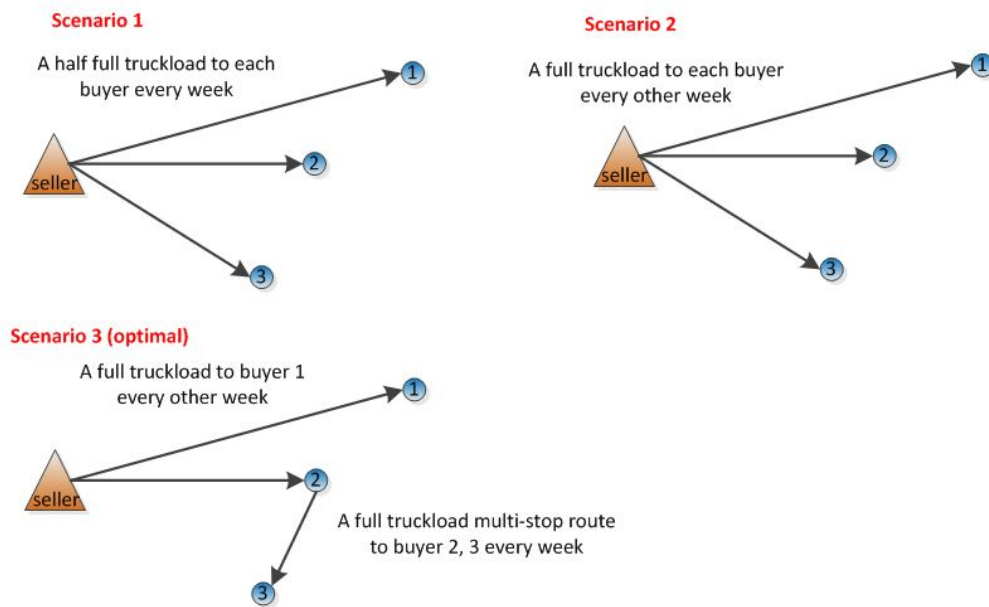 Scenario 1
A half full truckload to each
buyer every week
1
2
3
seller
Scenario 2
A full truckload to each buyer
every other week
1
2
3
seller
Scenario 3 (optimal)
A full truckload to buyer 1
every other week
1
2
3
seller
A full truckload multi-stop route
to buyer 2, 3 every week